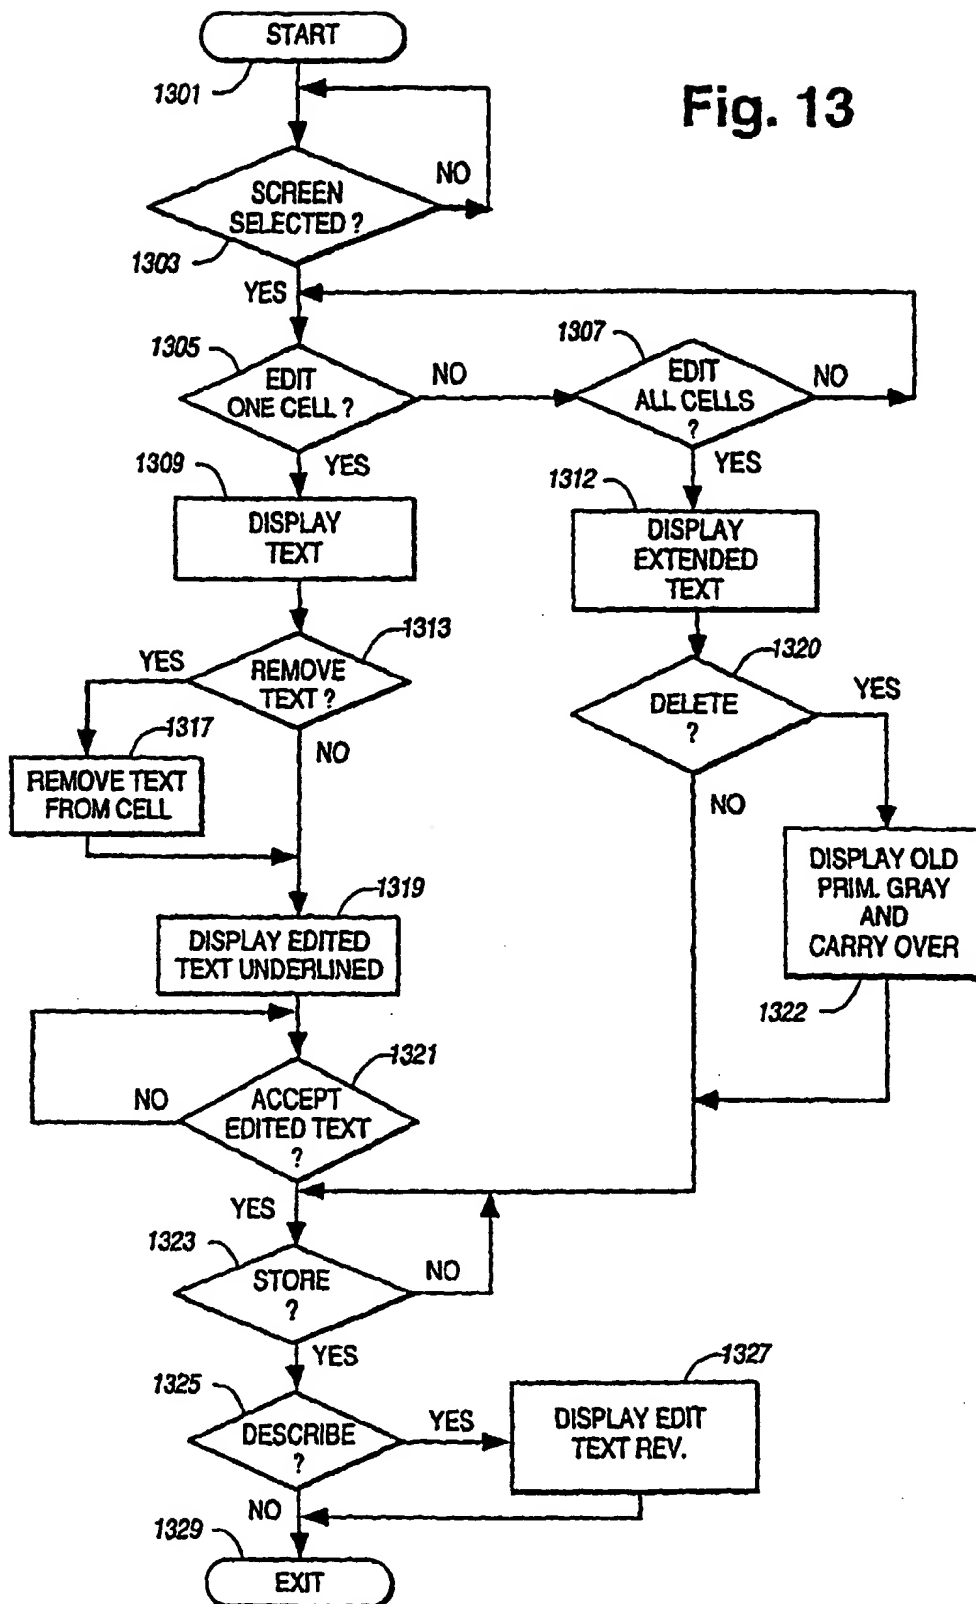 START
1301
Fig. 13
NO
SCREEN
SELECTED ?
1303
YES
1305
EDIT
ONE CELL ?
NO
1307
EDIT
ALL CELLS
?
NO
YES
1309
DISPLAY
TEXT
YES
1312
DISPLAY
EXTENDED
TEXT
1313
YES
REMOVE
TEXT ?
NO
1320
DELETE
?
YES
NO
1317
REMOVE TEXT
FROM CELL
DISPLAY OLD
PRIM. GRAY
AND
CARRY OVER
1322
1319
DISPLAY EDITED
TEXT UNDERLINED
1321
NO
ACCEPT
EDITED TEXT
?
YES
1323
STORE
?
NO
YES
1325
DESCRIBE
?
YES
1327
DISPLAY EDIT
TEXT REV.
NO
1329
EXIT